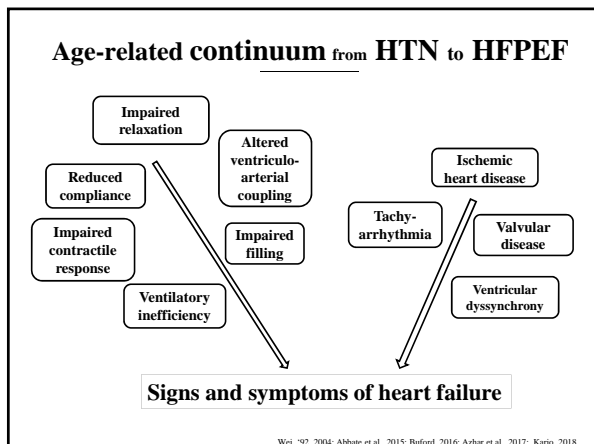 Age-related continuum from HTN to HFPEF
Impaired
relaxation
Altered
ventriculo-
arterial
coupling
Reduced
compliance
Impaired
contractile
response
Impaired
filling
Ventilatory
inefficiency
Ischemic
heart disease
Tachy-
arrhythmia
Valvular
disease
Ventricular
dyssynchrony
Signs and symptoms of heart failure
Wei, ‘92, 2004; Abbate et al., 2015; Buford, 2016; Azhar et al., 2017; Kario, 2018